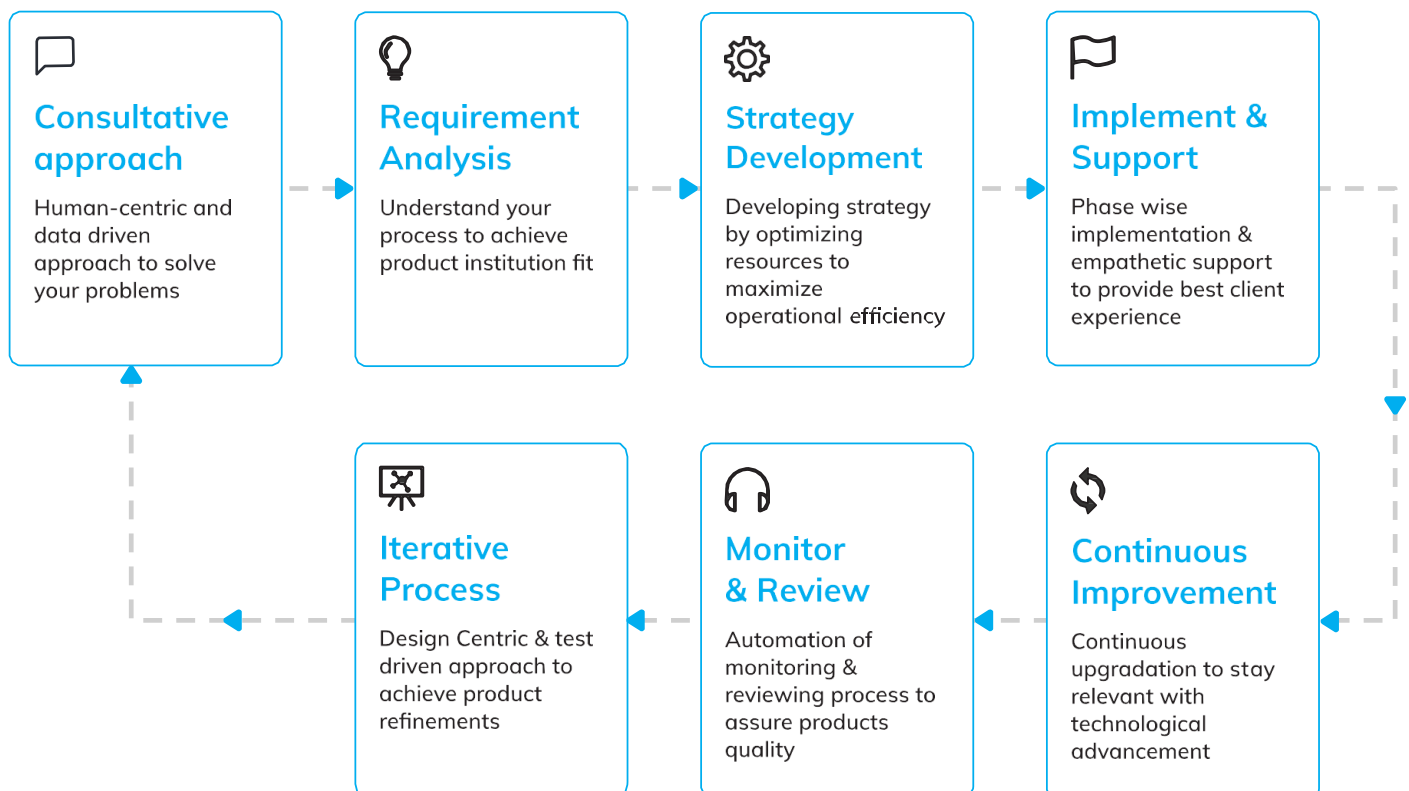 Consultative
approach
Human-centric and
data driven
approach to solve
your problems
Requirement
Analysis
Understand your
process to achieve
product institution fit
Strategy
Development
Developing strategy
by optimizing
resources to
maximize
operational efficiency
Implement &
Support
Phase wise
implementation &
empathetic support
to provide best client
experience
Continuous
Improvement
Continuous
upgradation to stay
relevant with
technological
advancement
Monitor
& Review
Automation of
monitoring &
reviewing process to
assure products
quality
Iterative
Process
Design Centric & test
driven approach to
achieve product
refinements